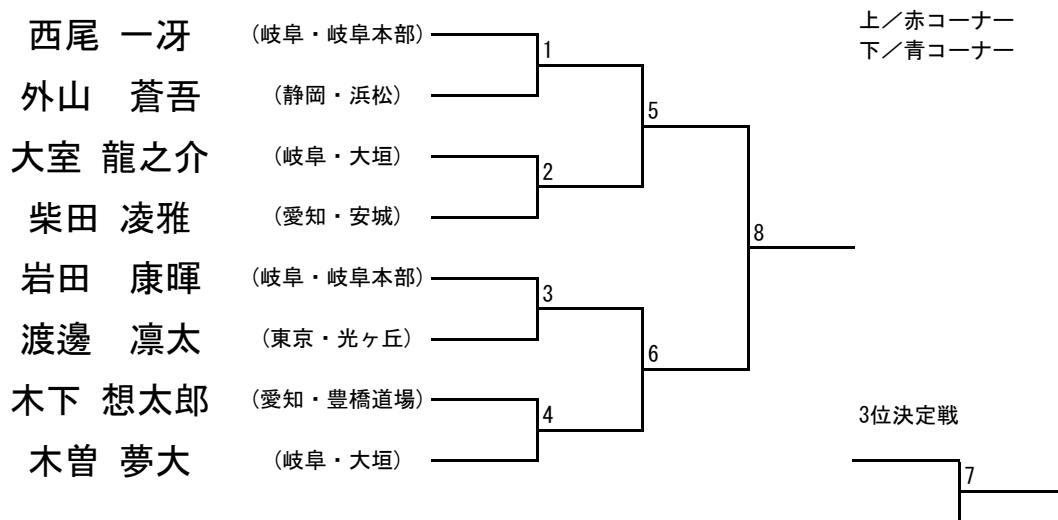 上／赤コーナー
下／青コーナー
西尾 一冴 （岐阜・岐阜本部）
1
外山 蒼吾 （静岡・浜松）
5
大室 龍之介 （岐阜・大垣）
2
柴田 凌雅 （愛知・安城）
8
岩田 康暉 （岐阜・岐阜本部）
3
渡邊 凛太 （東京・光ヶ丘）
6
木下 想太郎 （愛知・豊橋道場）
4
3位決定戦
木曽 夢大 （岐阜・大垣）
7